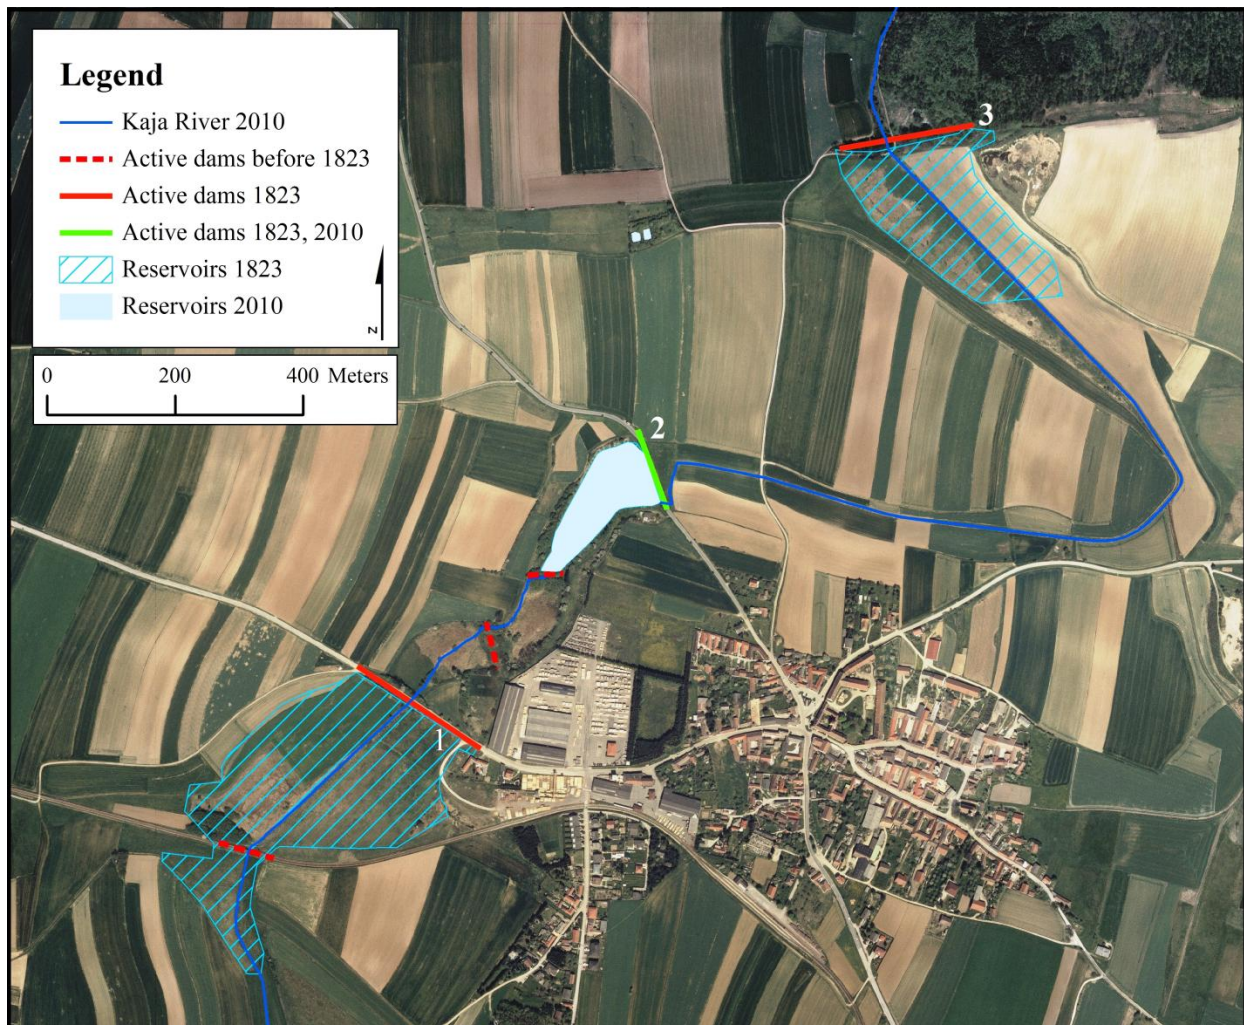 Legend
Kaja River 2010
Active dams before 1823
Active dams 1823
Active dams 1823, 2010
Reservoirs 1823
Reservoirs 2010
N
0 200 400 Meters
3
2
1